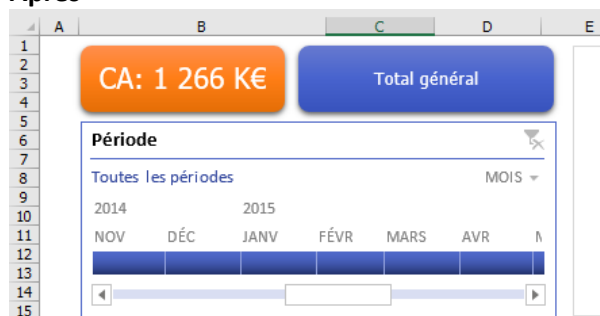 Après
A B C D E
1
2
3
4
5
6
7
8
9
10
11
12
13
14
15
CA: 1 266 K€
Total général
Période
Toutes les périodes MOIS
2014 2015
NOV DÉC JANV FÉVR MARS AVR